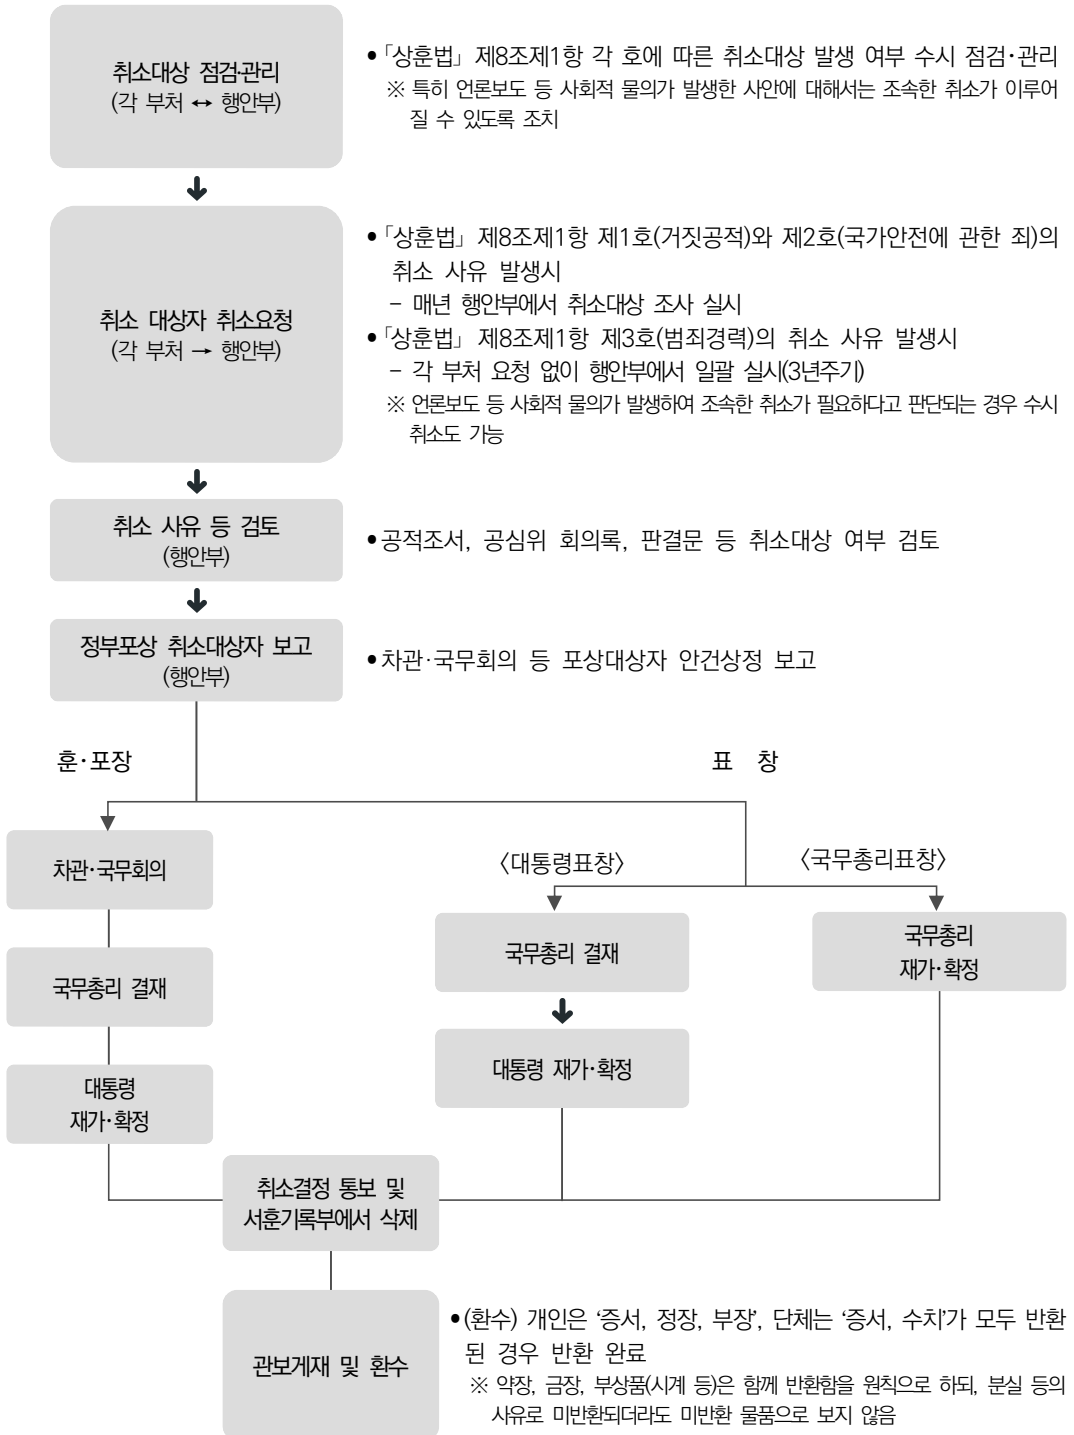 취소대상 점검·관리
(각 부처 ↔ 행안부)
•「상훈법」 제8조제1항 각 호에 따른 취소대상 발생 여부 수시 점검·관리
※ 특히 언론보도 등 사회적 물의가 발생한 사안에 대해서는 조속한 취소가 이루어
질 수 있도록 조치
취소 대상자 취소요청
(각 부처 → 행안부)
•「상훈법」 제8조제1항 제1호(거짓공적)와 제2호(국가안전에 관한 죄)의
취소 사유 발생시
- 매년 행안부에서 취소대상 조사 실시
•「상훈법」 제8조제1항 제3호(범죄경력)의 취소 사유 발생시
- 각 부처 요청 없이 행안부에서 일괄 실시(3년주기)
※ 언론보도 등 사회적 물의가 발생하여 조속한 취소가 필요하다고 판단되는 경우 수시
취소도 가능
취소 사유 등 검토
(행안부)
•공적조서, 공심위 회의록, 판결문 등 취소대상 여부 검토
정부포상 취소대상자 보고
(행안부)
•차관·국무회의 등 포상대상자 안건상정 보고
훈·포장
표 창
차관·국무회의
〈대통령표창〉
〈국무총리표창〉
국무총리 결재
국무총리
재가·확정
국무총리 결재
대통령 재가·확정
대통령
재가·확정
취소결정 통보 및
서훈기록부에서 삭제
관보게재 및 환수
•(환수) 개인은 ‘증서, 정장, 부장’, 단체는 ‘증서, 수치’가 모두 반환
된 경우 반환 완료
※ 약장, 금장, 부상품(시계 등)은 함께 반환함을 원칙으로 하되, 분실 등의
사유로 미반환되더라도 미반환 물품으로 보지 않음